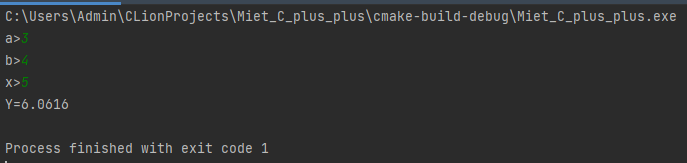 C:\Users\Admin\CLionProjects\Miet_C_plus_plus\cmake-build-debug\Miet_C_plus_plus.exe
a>3
b>4
x>5
Y=6.0616
Process finished with exit code 1